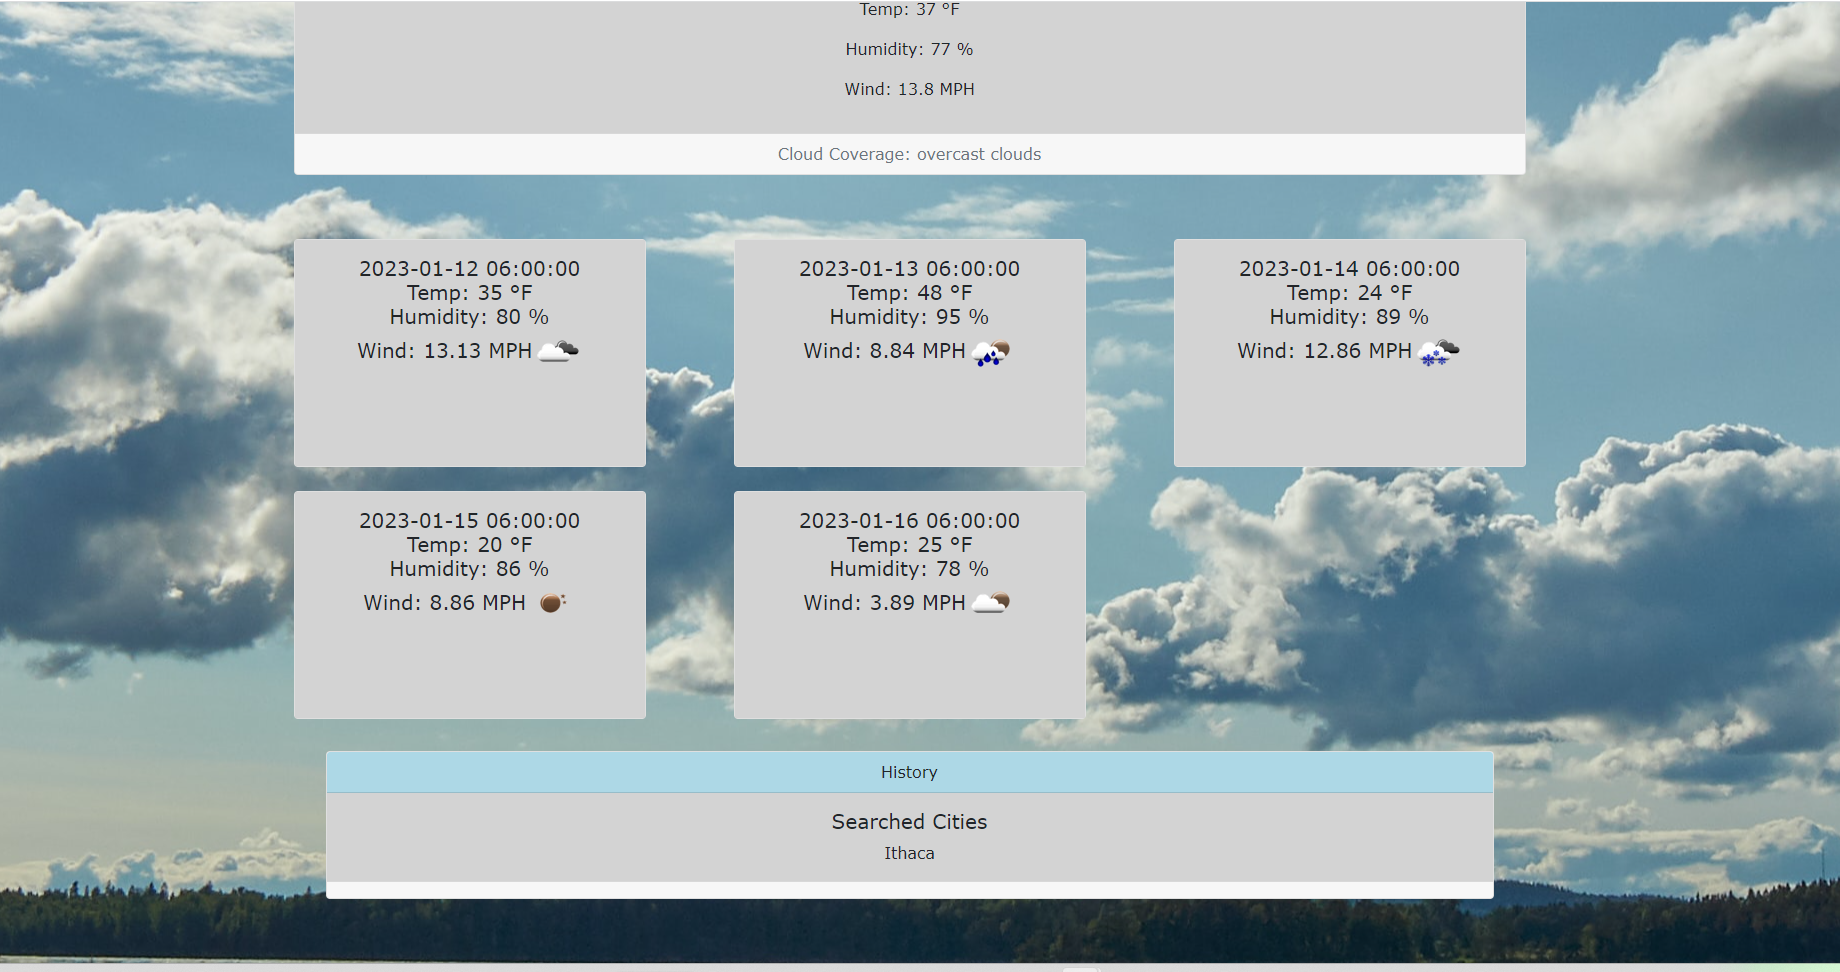 Temp: 37 °F
Humidity: 77 %
Wind: 13.8 MPH
Cloud Coverage: overcast clouds
2023-01-12 06:00:00
Temp: 35 °F
Humidity: 80 %
Wind: 13.13 MPH
2023-01-13 06:00:00
Temp: 48 °F
Humidity: 95 %
Wind: 8.84 MPH
2023-01-14 06:00:00
Temp: 24 °F
Humidity: 89 %
Wind: 12.86 MPH
2023-01-15 06:00:00
Temp: 20 °F
Humidity: 86 %
Wind: 8.86 MPH
2023-01-16 06:00:00
Temp: 25 °F
Humidity: 78 %
Wind: 3.89 MPH
History
Searched Cities
Ithaca